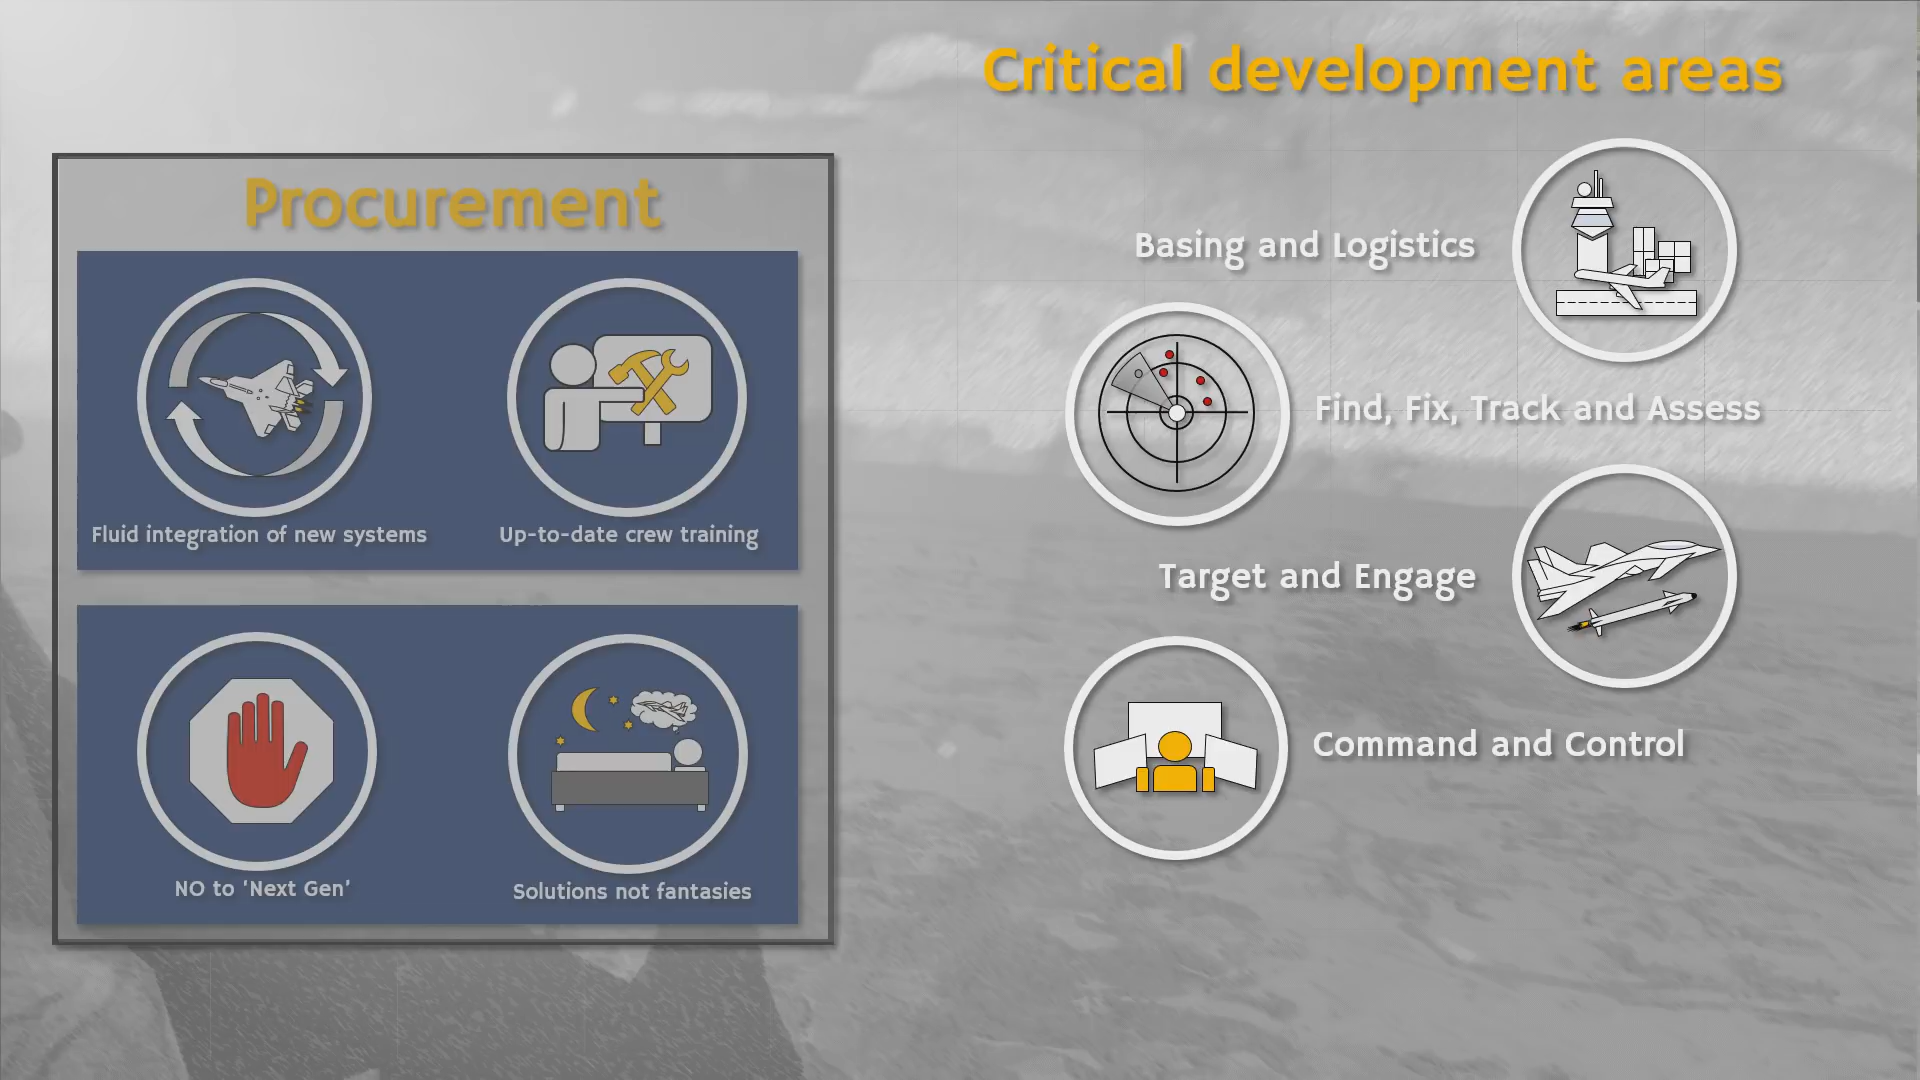 Critical development areas
Procurement
Fluid integration of new systems
Up-to-date crew training
NO to 'Next Gen'
Solutions not fantasies
Basing and Logistics
Find, Fix, Track and Assess
Target and Engage
Command and Control